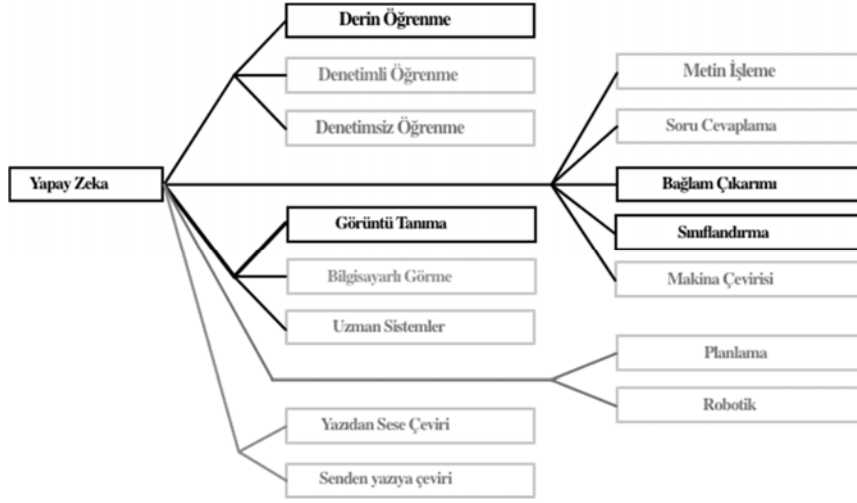 Derin Öğrenme
Denetimli Öğrenme
Denetimsiz Öğrenme
Metin İşleme
Soru Cevaplama
Yapay Zeka
Bağlam Çıkarımı
Sınıflandırma
Makina Çevirisi
Görüntü Tanıma
Bilgisayarlı Görme
Uzman Sistemler
Planlama
Robotik
Yazıdan Sese Çeviri
Senden yazıya çeviri